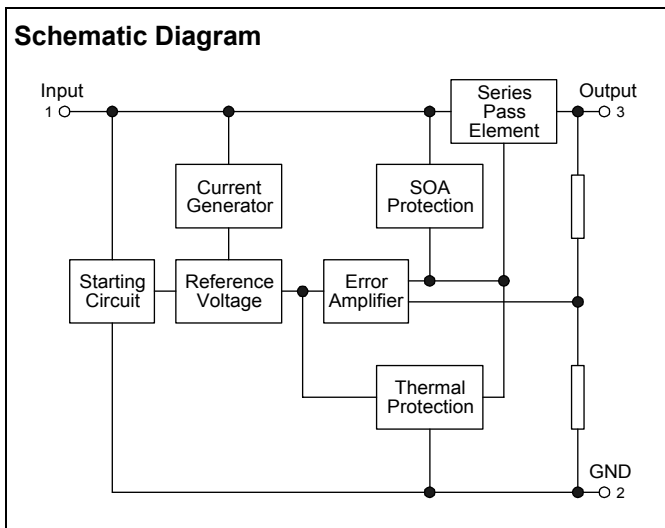 Schematic Diagram
Input
1
Series
Pass
Element
Output
3
Current
Generator
SOA
Protection
Starting
Circuit
Reference
Voltage
Error
Amplifier
Thermal
Protection
GND
2